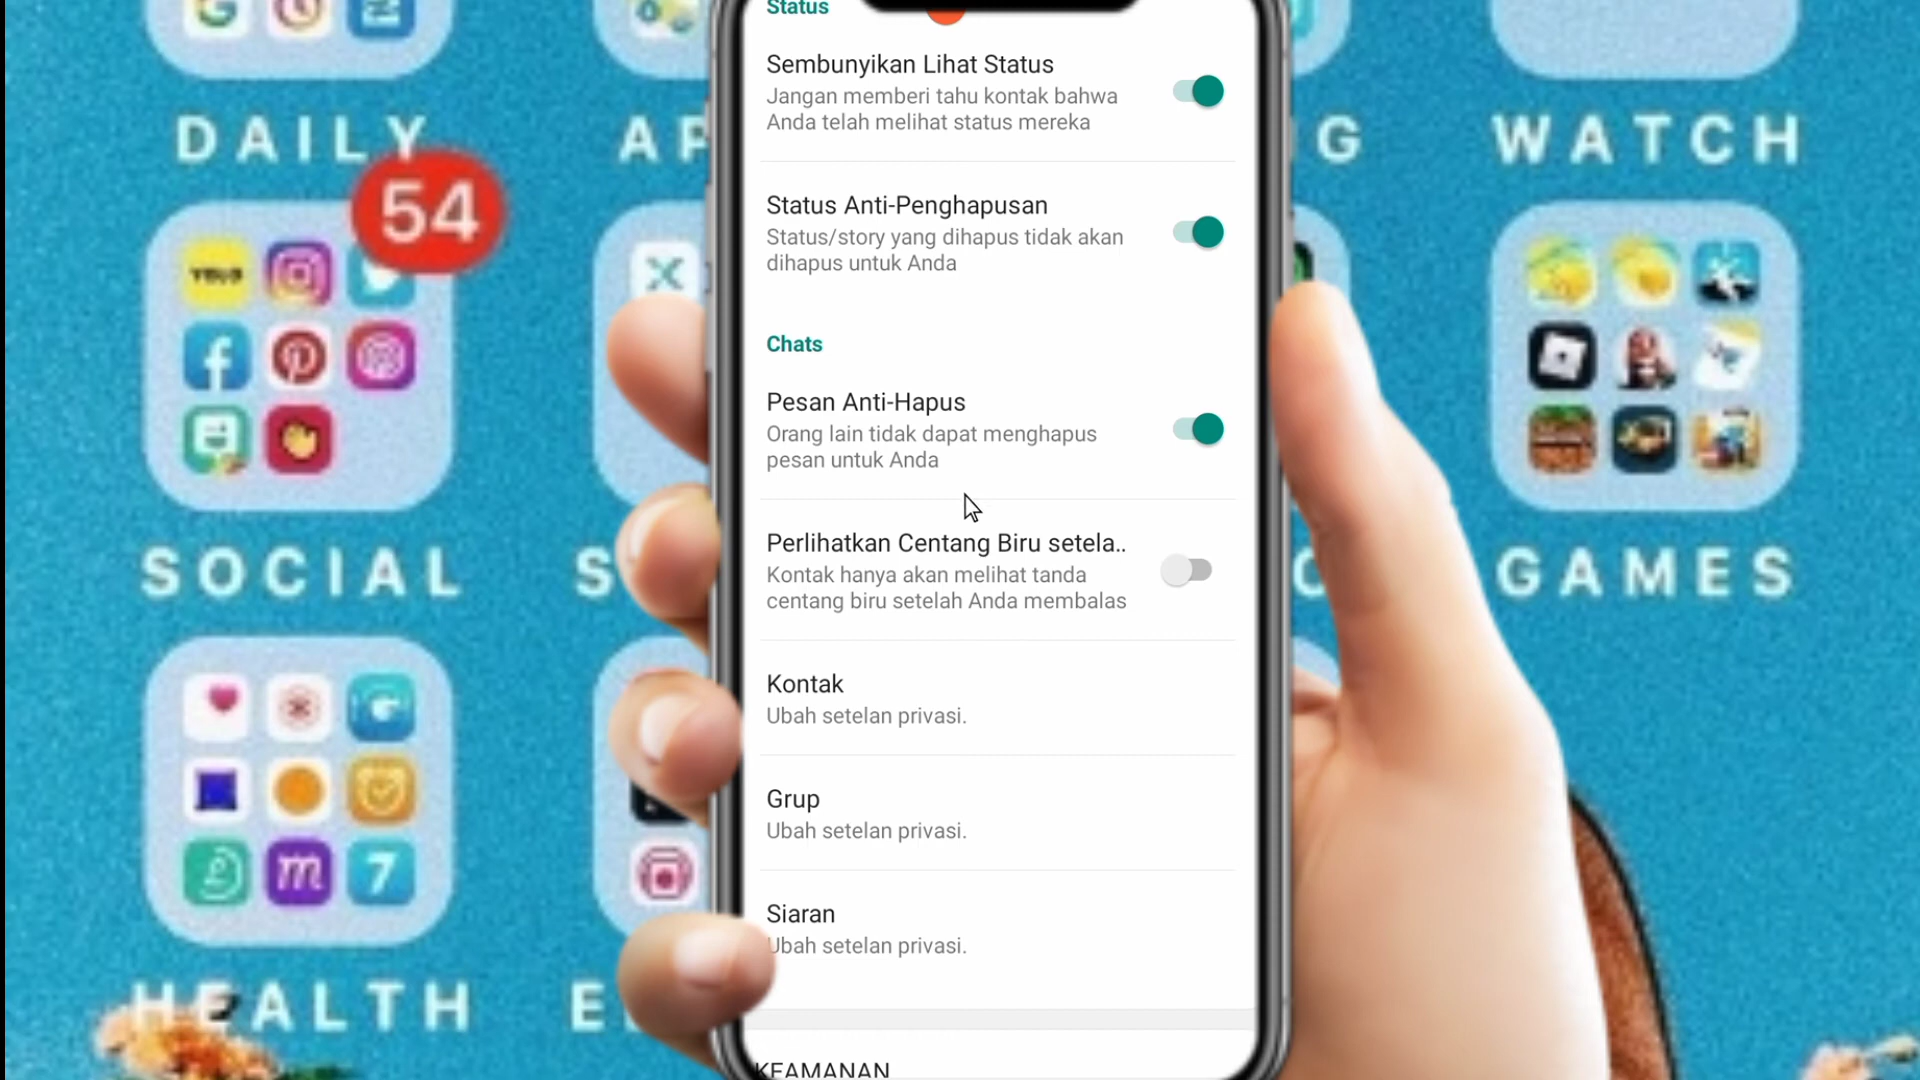 Status
Sembunyikan Lihat Status
Jangan memberi tahu kontak bahwa
Anda telah melihat status mereka
Status Anti-Penghapusan
Status/story yang dihapus tidak akan
dihapus untuk Anda
Chats
Pesan Anti-Hapus
Orang lain tidak dapat menghapus
pesan untuk Anda
Perlihatkan Centang Biru setela..
Kontak hanya akan melihat tanda
centang biru setelah Anda membalas
Kontak
Ubah setelan privasi.
Grup
Ubah setelan privasi.
Siaran
Ubah setelan privasi.
KEAMANAN
DAILY
AP
G
WATCH
54
YOLO
SOCIAL
S
GAMES
m
7
HEALTH
E